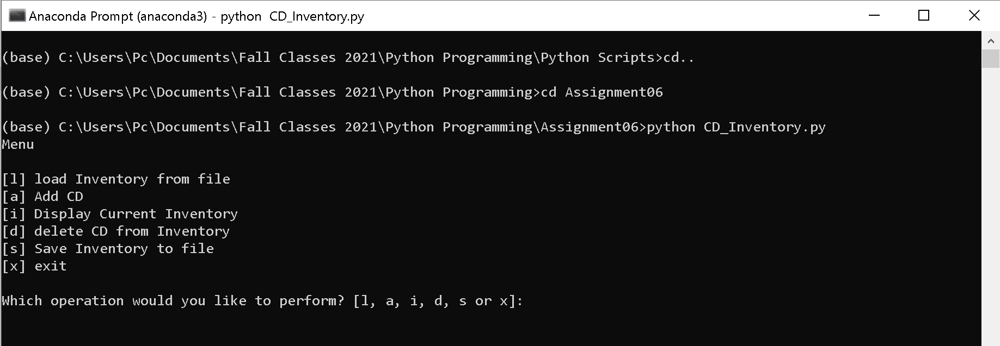 Anaconda Prompt (anaconda3) - python  CD_Inventory.py
(base) C:\Users\Pc\Documents\Fall Classes 2021\Python Programming\Python Scripts>cd..
(base) C:\Users\Pc\Documents\Fall Classes 2021\Python Programming>cd Assignment06
(base) C:\Users\Pc\Documents\Fall Classes 2021\Python Programming\Assignment06>python CD_Inventory.py
Menu
[l] load Inventory from file
[a] Add CD
[i] Display Current Inventory
[d] delete CD from Inventory
[s] Save Inventory to file
[x] exit
Which operation would you like to perform? [l, a, i, d, s or x]: